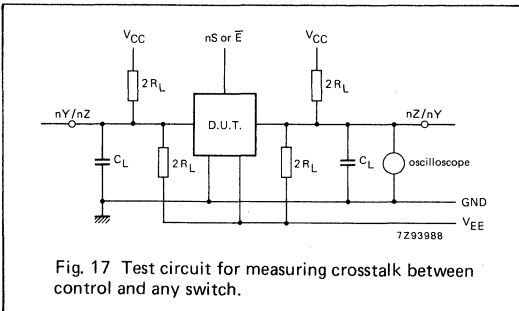 VCC nS or E̅ VCC
2RL 2RL
nY/nZ D.U.T. nZ/nY
CL 2RL 2RL CL oscilloscope
GND
VEE
7Z93988
Fig. 17 Test circuit for measuring crosstalk between
control and any switch.